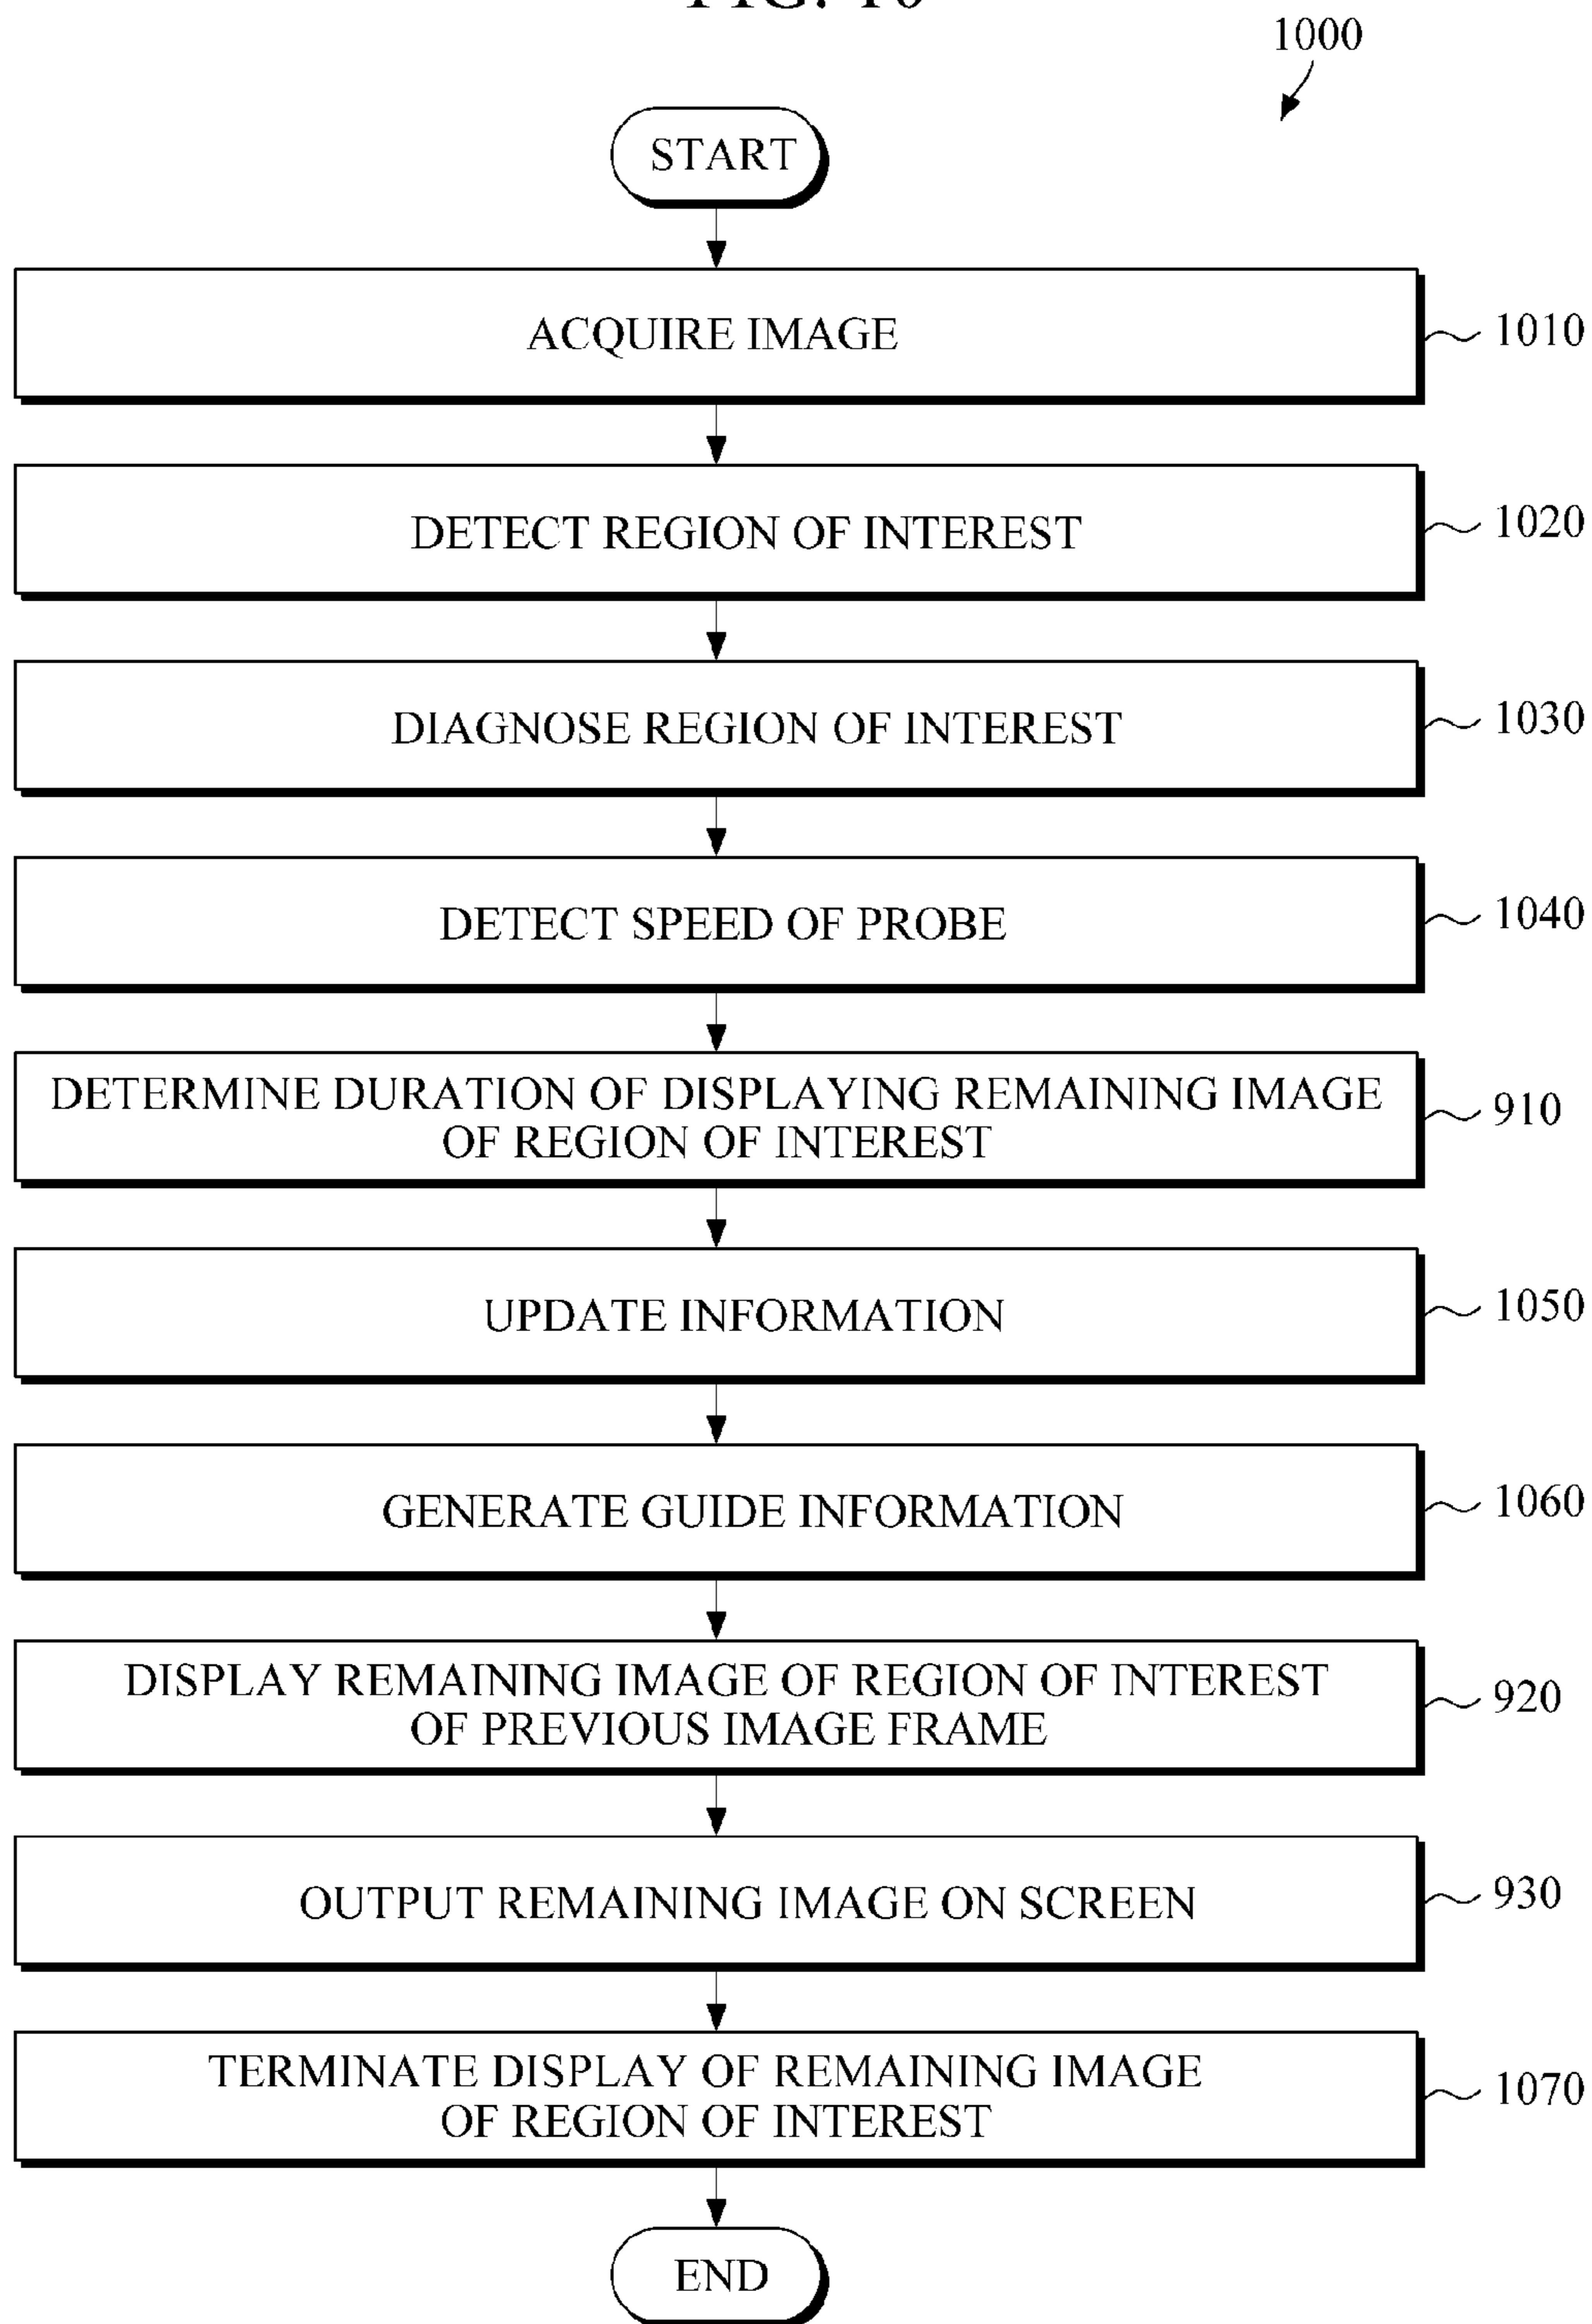 FIG. 10
1000
START
ACQUIRE IMAGE
1010
DETECT REGION OF INTEREST
1020
DIAGNOSE REGION OF INTEREST
1030
DETECT SPEED OF PROBE
1040
DETERMINE DURATION OF DISPLAYING REMAINING IMAGE
OF REGION OF INTEREST
910
UPDATE INFORMATION
1050
GENERATE GUIDE INFORMATION
1060
DISPLAY REMAINING IMAGE OF REGION OF INTEREST
OF PREVIOUS IMAGE FRAME
920
OUTPUT REMAINING IMAGE ON SCREEN
930
TERMINATE DISPLAY OF REMAINING IMAGE
OF REGION OF INTEREST
1070
END